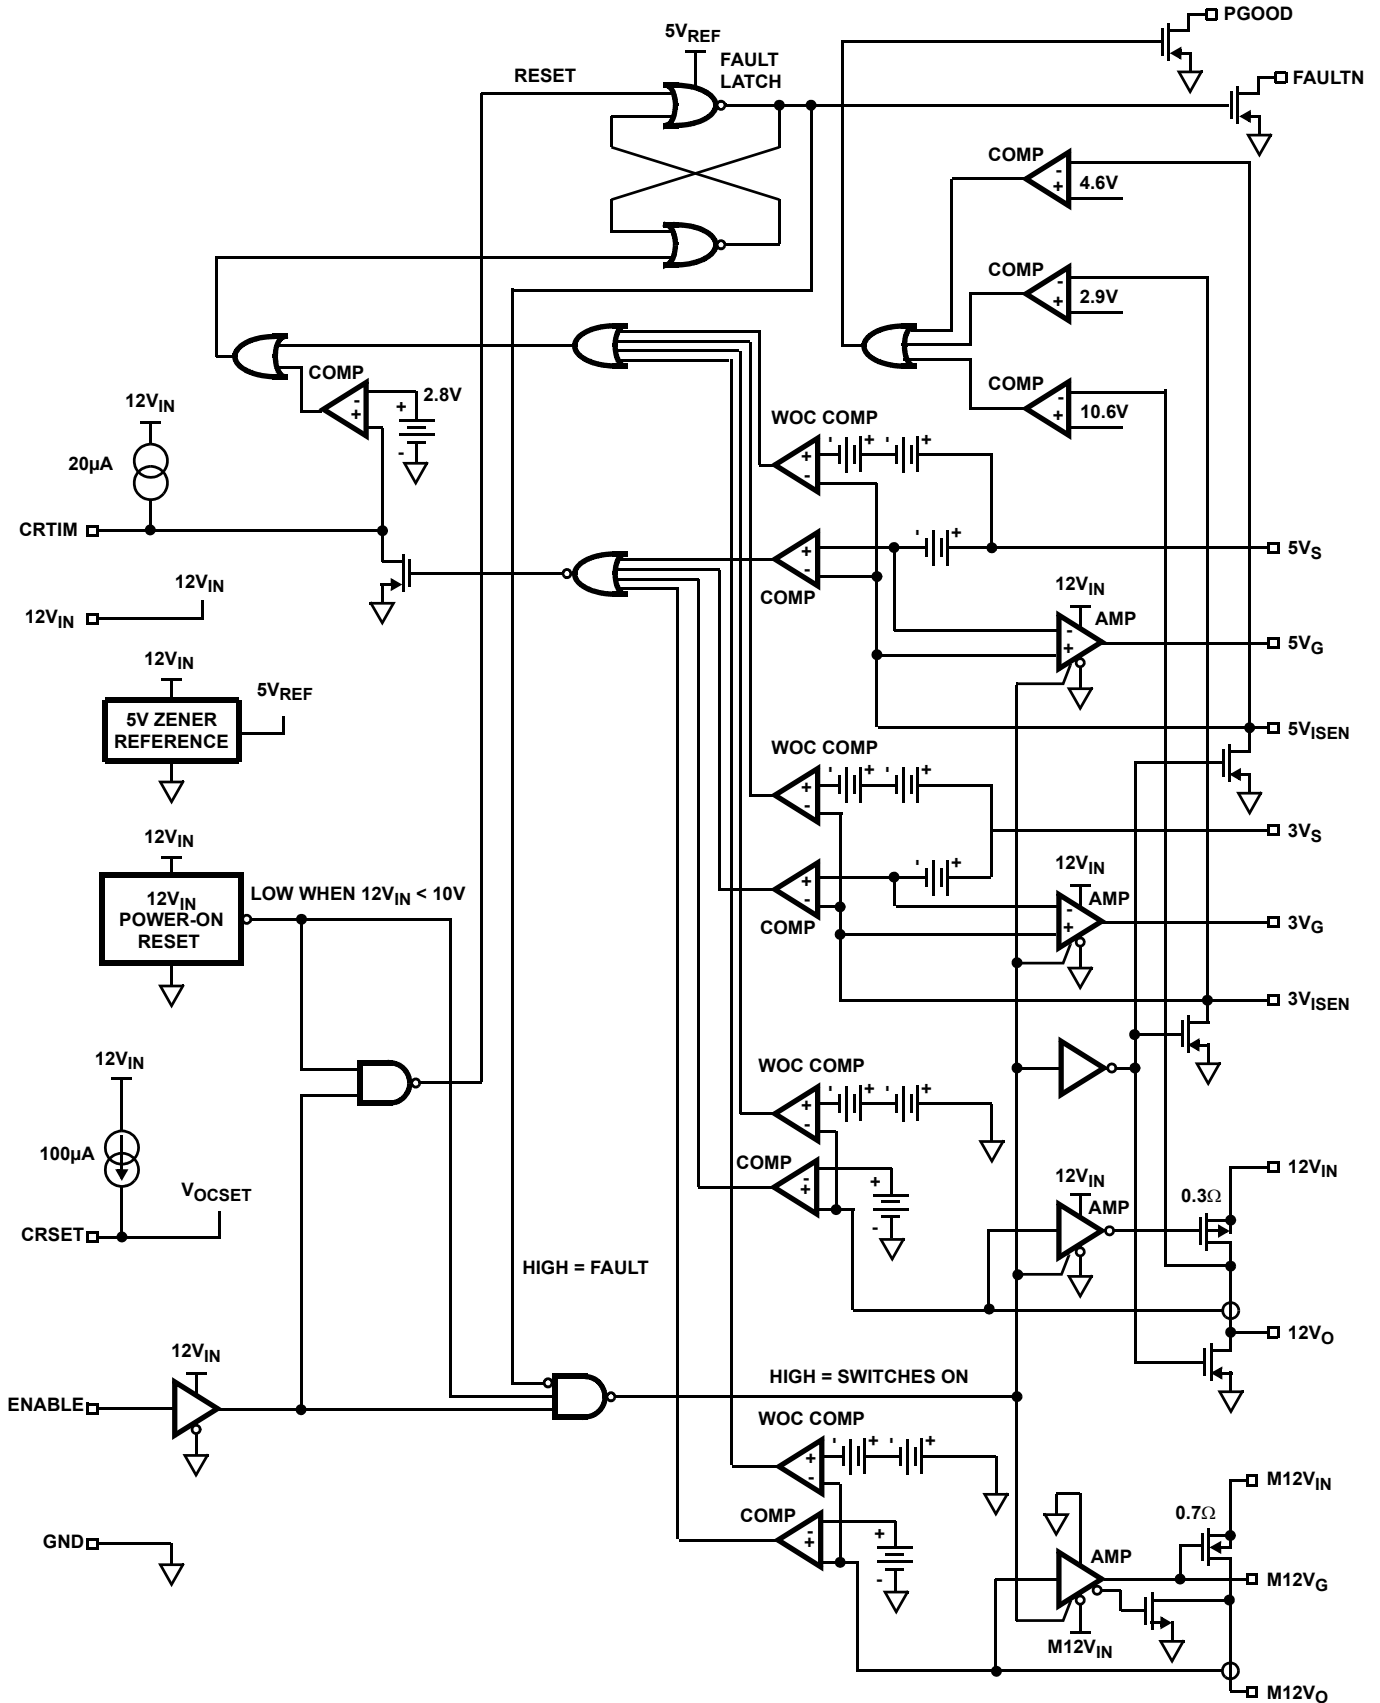 PGOOD
5VREF
FAULT
LATCH
RESET
FAULTN
COMP
-
+
4.6V
COMP
-
+
2.9V
COMP
-
+
2.8V
+
-
COMP
-
+
10.6V
12VIN
20µA
WOC COMP
+
-
- + - +
CRTIM
+
-
- +
COMP
5VS
12VIN
12VIN
12VIN
AMP
-
+
5VG
12VIN
5V ZENER
REFERENCE
5VREF
5VISEN
WOC COMP
+
-
- + - +
3VS
12VIN
12VIN
POWER-ON
RESET
LOW WHEN 12VIN < 10V
+
-
- +
COMP
12VIN
AMP
-
+
3VG
3VISEN
12VIN
100µA
WOC COMP
+
-
- + - +
COMP
-
+
+
-
VOCSET
CRSET
12VIN
AMP
0.3Ω
12VIN
HIGH = FAULT
12VO
12VIN
ENABLE
HIGH = SWITCHES ON
WOC COMP
+
-
- + - +
M12VIN
COMP
-
+
+
-
0.7Ω
GND
AMP
M12VG
M12VIN
M12VO